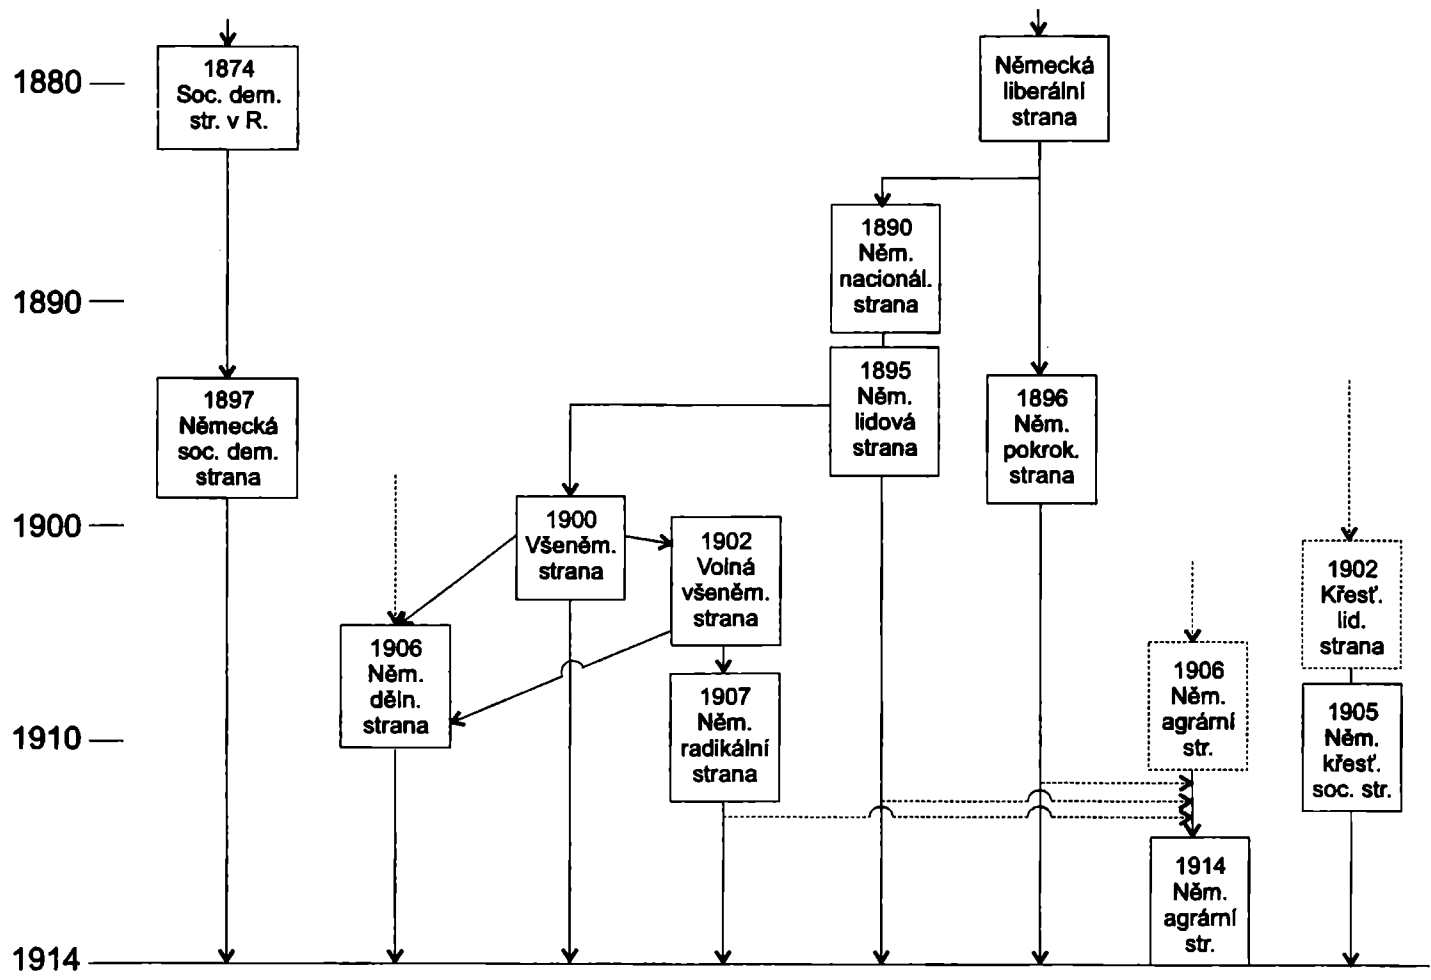 1880
1890
1900
1910
1914
1874
Soc. dem.
str. v R.
1897
Německá
soc. dem.
strana
1906
Něm.
děln.
strana
1900
Všeněm.
strana
1902
Volná
všeněm.
strana
1907
Něm.
radikální
strana
Německá
liberální
strana
1890
Něm.
nacionál.
strana
1895
Něm.
lidová
strana
1896
Něm.
pokrok.
strana
1906
Něm.
agrární
str.
1914
Něm.
agrární
str.
1902
Křesť.
lid.
strana
1905
Něm.
křesť.
soc. str.